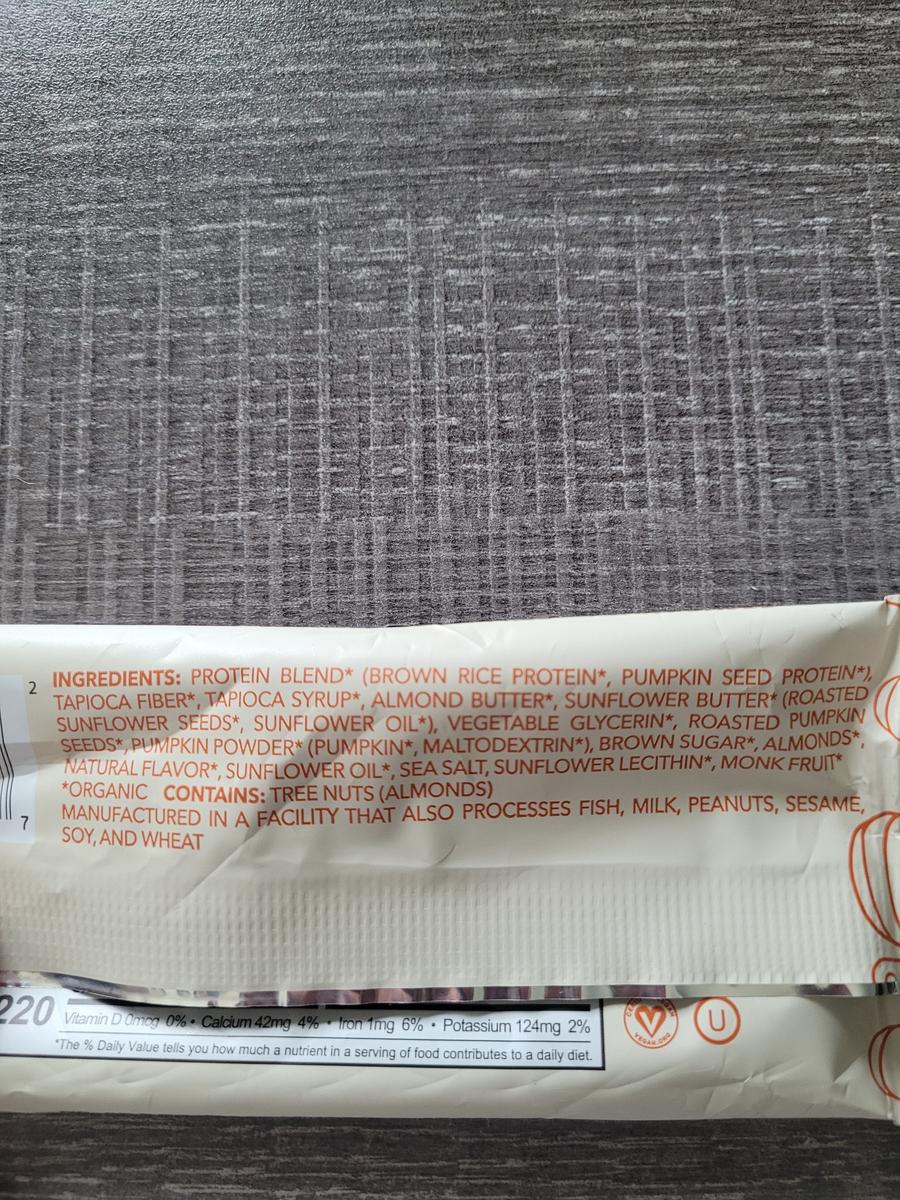 2
7
INGREDIENTS: PROTEIN BLEND* (BROWN RICE PROTEIN*, PUMPKIN SEED PROTEIN*),
TAPIOCA FIBER*, TAPIOCA SYRUP*, ALMOND BUTTER*, SUNFLOWER BUTTER* (ROASTED
SUNFLOWER SEEDS*, SUNFLOWER OIL*), VEGETABLE GLYCERIN*, ROASTED PUMPKIN
SEEDS*, PUMPKIN POWDER* (PUMPKIN*, MALTODEXTRIN*), BROWN SUGAR*, ALMONDS*,
NATURAL FLAVOR*, SUNFLOWER OIL*, SEA SALT, SUNFLOWER LECITHIN*, MONK FRUIT*
*ORGANIC CONTAINS: TREE NUTS (ALMONDS)
MANUFACTURED IN A FACILITY THAT ALSO PROCESSES FISH, MILK, PEANUTS, SESAME,
SOY, AND WHEAT
220
Vitamin D 0mcg 0% • Calcium 42mg 4% • Iron 1mg 6% • Potassium 124mg 2%
*The % Daily Value tells you how much a nutrient in a serving of food contributes to a daily diet.
VEGAN.ORG
U